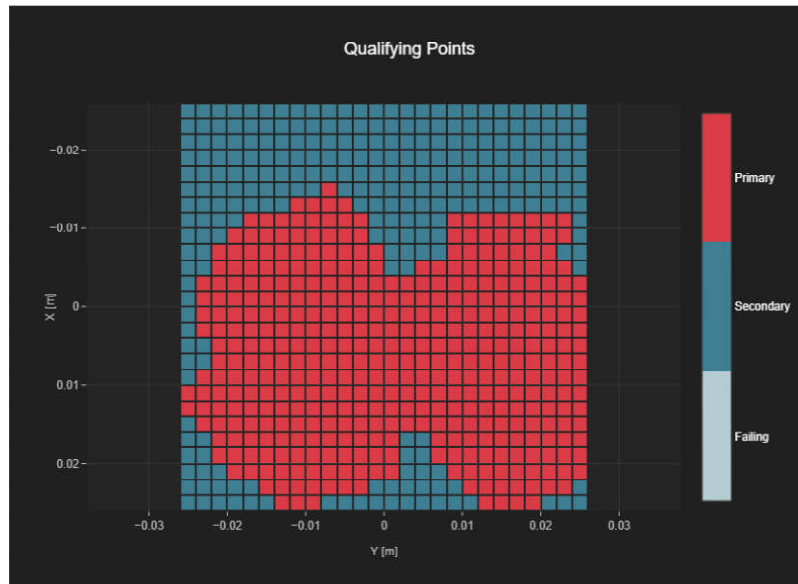 Qualifying Points
−0.02
−0.01
0
0.01
0.02
X [m]
−0.03
−0.02
−0.01
0
0.01
0.02
0.03
Y [m]
Primary
Secondary
Failing